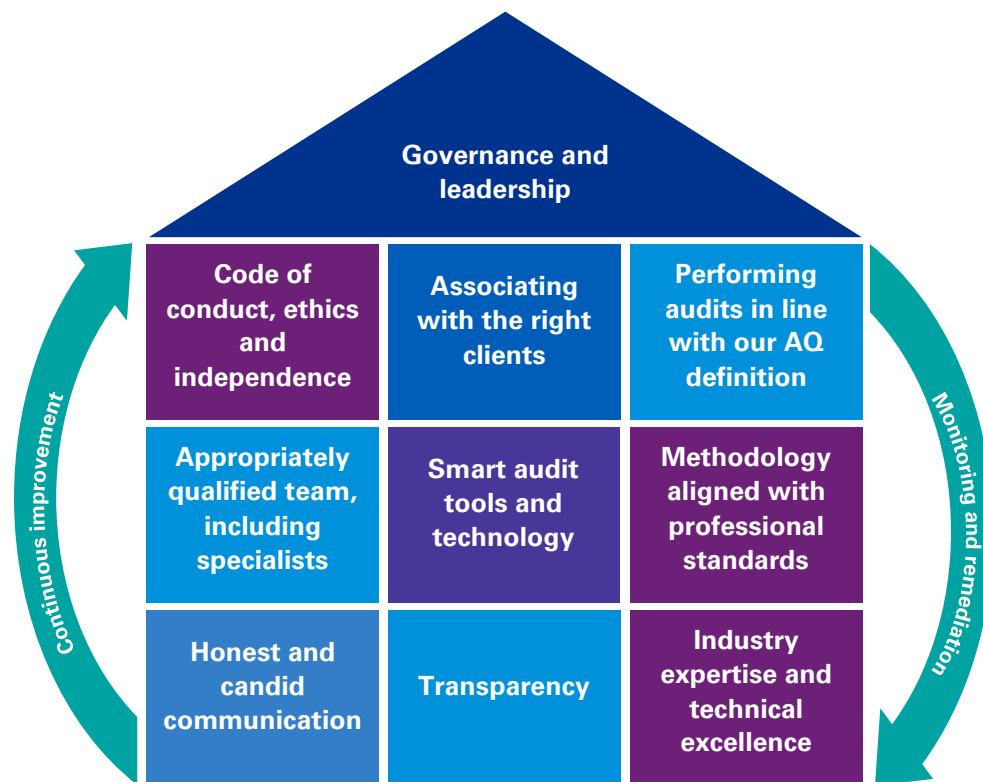 Governance and
leadership
Code of
conduct, ethics
and
independence
Associating
with the right
clients
Performing
audits in line
with our AQ
definition
Appropriately
qualified team,
including
specialists
Smart audit
tools and
technology
Methodology
aligned with
professional
standards
Honest and
candid
communication
Transparency
Industry
expertise and
technical
excellence
Continuous improvement
Monitoring and remediation